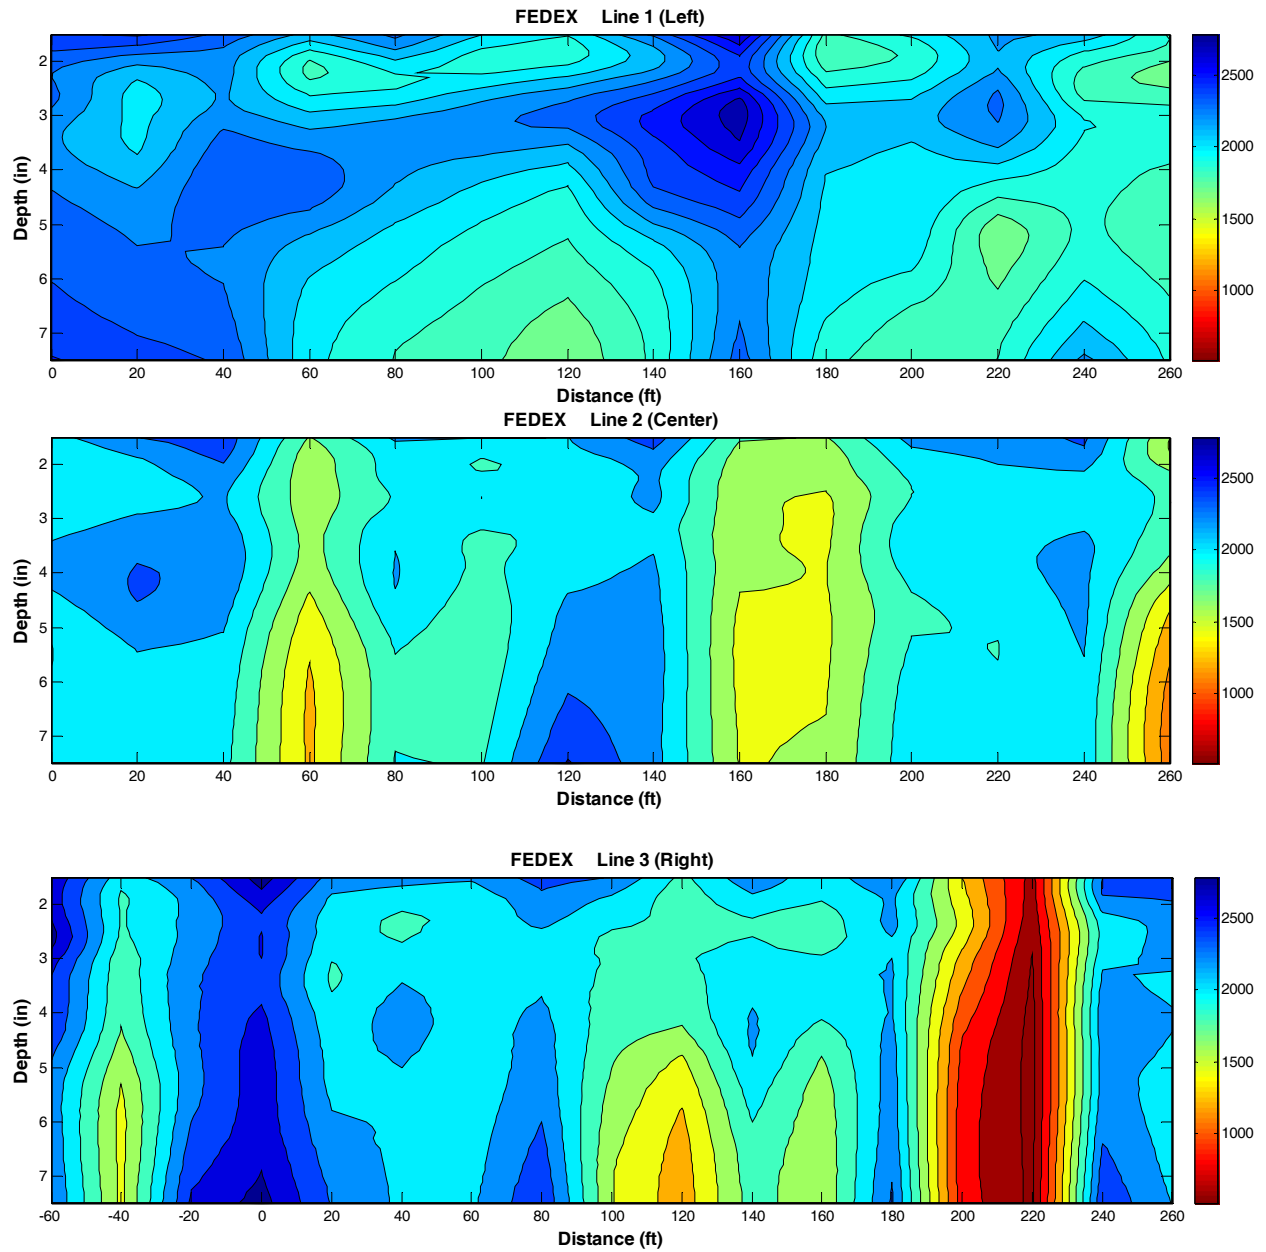 FEDEX Line 1 (Left)
Depth (in)
2
3
4
5
6
7
0 20 40 60 80 100 120 140 160 180 200 220 240 260
Distance (ft)
2500
2000
1500
1000
FEDEX Line 2 (Center)
Depth (in)
2
3
4
5
6
7
0 20 40 60 80 100 120 140 160 180 200 220 240 260
Distance (ft)
2500
2000
1500
1000
FEDEX Line 3 (Right)
Depth (in)
2
3
4
5
6
7
-60 -40 -20 0 20 40 60 80 100 120 140 160 180 200 220 240 260
Distance (ft)
2500
2000
1500
1000